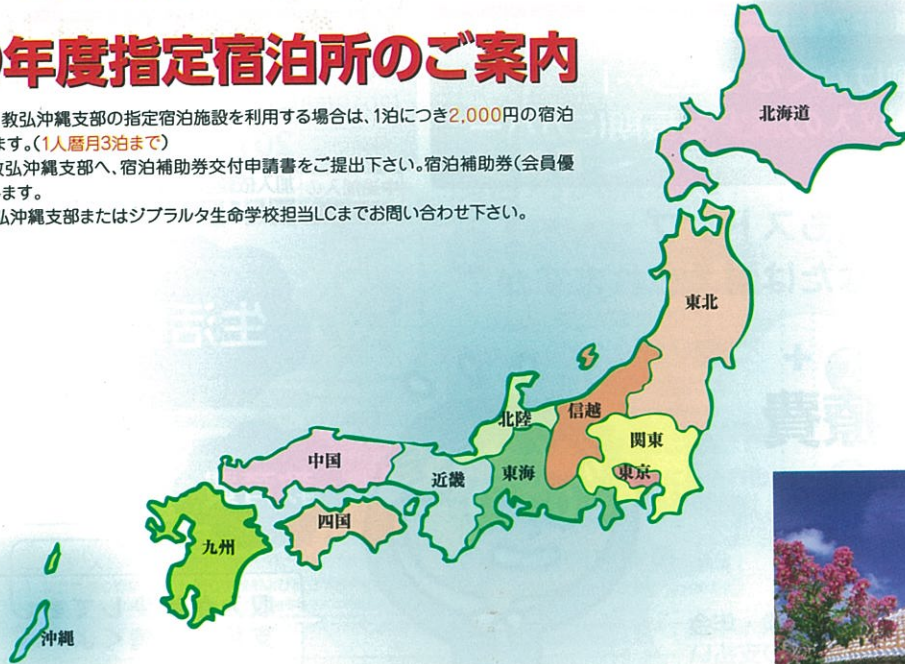 年度指定宿泊所のご案内
教弘沖縄支部の指定宿泊施設を利用する場合は、1泊につき2,000円の宿泊
ます。(1人暦月3泊まで)
教弘沖縄支部へ、宿泊補助券交付申請書をご提出下さい。宿泊補助券(会員優
ます。
弘沖縄支部またはジブラルタ生命学校担当LCまでお問い合わせ下さい。
北海道
東北
北陸
信越
関東
中国
近畿
東海
東京
四国
九州
沖縄